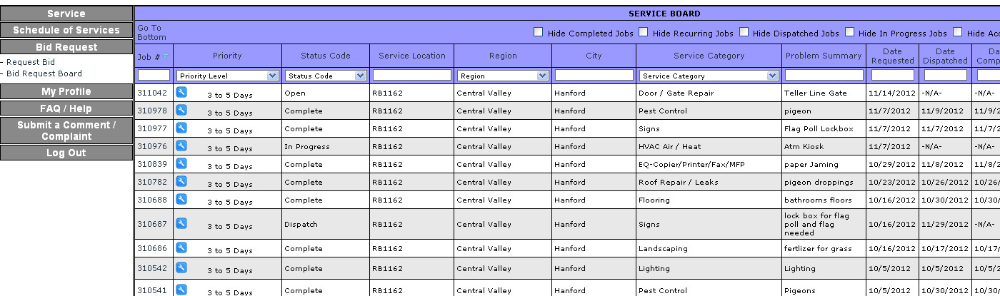 Service
Schedule of Services
Bid Request
- Request Bid
- Bid Request Board
My Profile
FAQ / Help
Submit a Comment /
Complaint
Log Out
SERVICE BOARD
Go To
Bottom
Hide Completed Jobs Hide Recurring Jobs Hide Dispatched Jobs Hide In Progress Jobs Hide Acc
Job # Priority Status Code Service Location Region City Service Category Problem Summary Date Requested Date Dispatched Da Comp
Priority Level Status Code Region Service Category
311042 3 to 5 Days Open RB1162 Central Valley Hanford Door / Gate Repair Teller Line Gate 11/14/2012 -N/A- -N/A-
310978 3 to 5 Days Complete RB1162 Central Valley Hanford Pest Control pigeon 11/7/2012 11/9/2012 11/9/2
310977 3 to 5 Days Complete RB1162 Central Valley Hanford Signs Flag Poll Lockbox 11/7/2012 11/7/2012 11/7/2
310976 3 to 5 Days In Progress RB1162 Central Valley Hanford HVAC Air / Heat Atm Kiosk 11/7/2012 -N/A- -N/A-
310839 3 to 5 Days Complete RB1162 Central Valley Hanford EQ-Copier/Printer/Fax/MFP paper Jaming 10/29/2012 11/8/2012 11/8/2
310782 3 to 5 Days Complete RB1162 Central Valley Hanford Roof Repair / Leaks pigeon droppings 10/23/2012 10/26/2012 10/26/
310688 3 to 5 Days Complete RB1162 Central Valley Hanford Flooring bathrooms floors 10/16/2012 10/30/2012 10/30/
310687 3 to 5 Days Dispatch RB1162 Central Valley Hanford Signs lock box for flag poll and flag needed 10/16/2012 11/29/2012 -N/A-
310686 3 to 5 Days Complete RB1162 Central Valley Hanford Landscaping fertlizer for grass 10/16/2012 10/17/2012 10/17/
310542 3 to 5 Days Complete RB1162 Central Valley Hanford Lighting Lighting 10/5/2012 10/5/2012 10/5/2
310541 3 to 5 Days Complete RB1162 Central Valley Hanford Pest Control Pigeons 10/5/2012 10/30/2012 10/30/